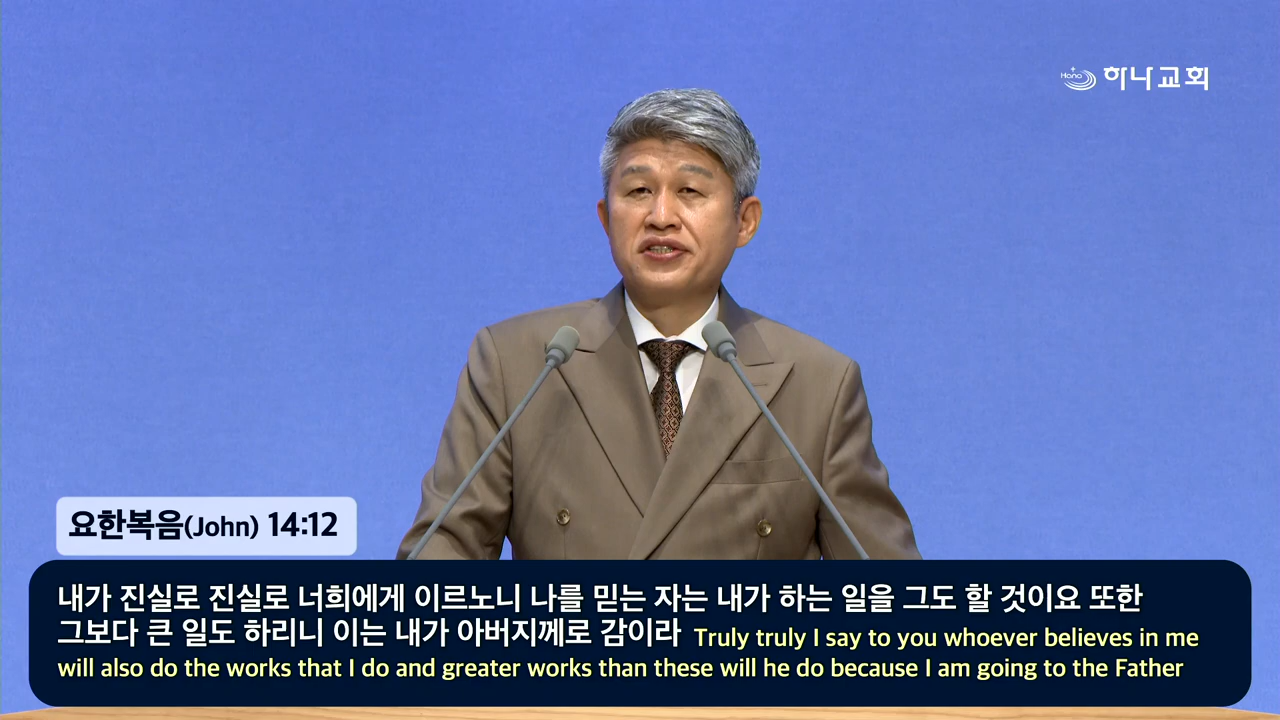 Hana 하나교회
요한복음(John) 14:12
내가 진실로 진실로 너희에게 이르노니 나를 믿는 자는 내가 하는 일을 그도 할 것이요 또한
그보다 큰 일도 하리니 이는 내가 아버지께로 감이라 Truly truly I say to you whoever believes in me
will also do the works that I do and greater works than these will he do because I am going to the Father